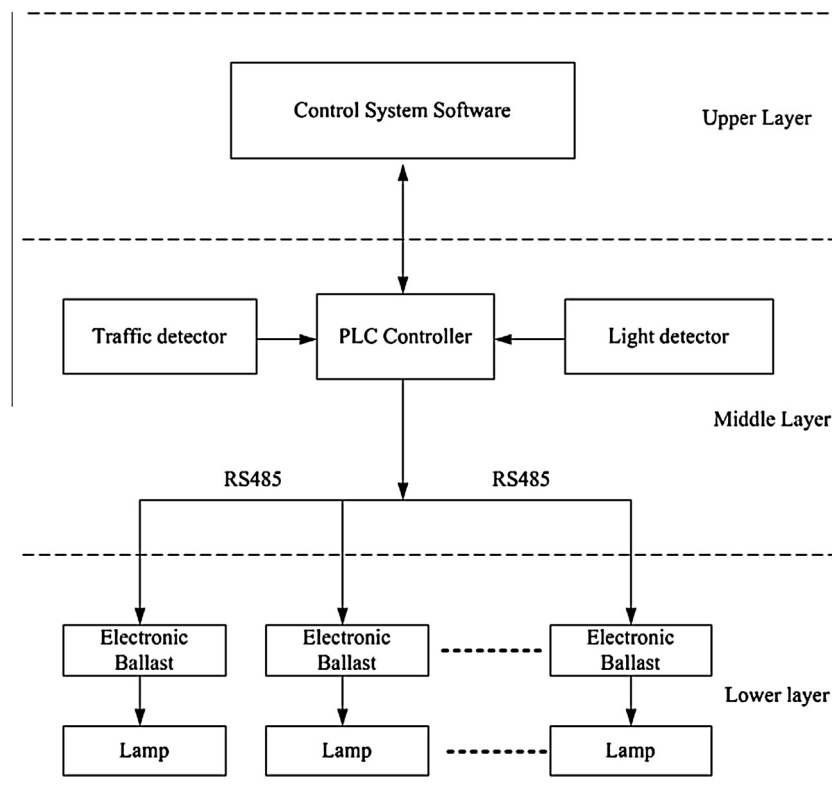 Control System Software
Upper Layer
Traffic detector
PLC Controller
Light detector
Middle Layer
RS485
RS485
Electronic
Ballast
Electronic
Ballast
Electronic
Ballast
Lower layer
Lamp
Lamp
Lamp